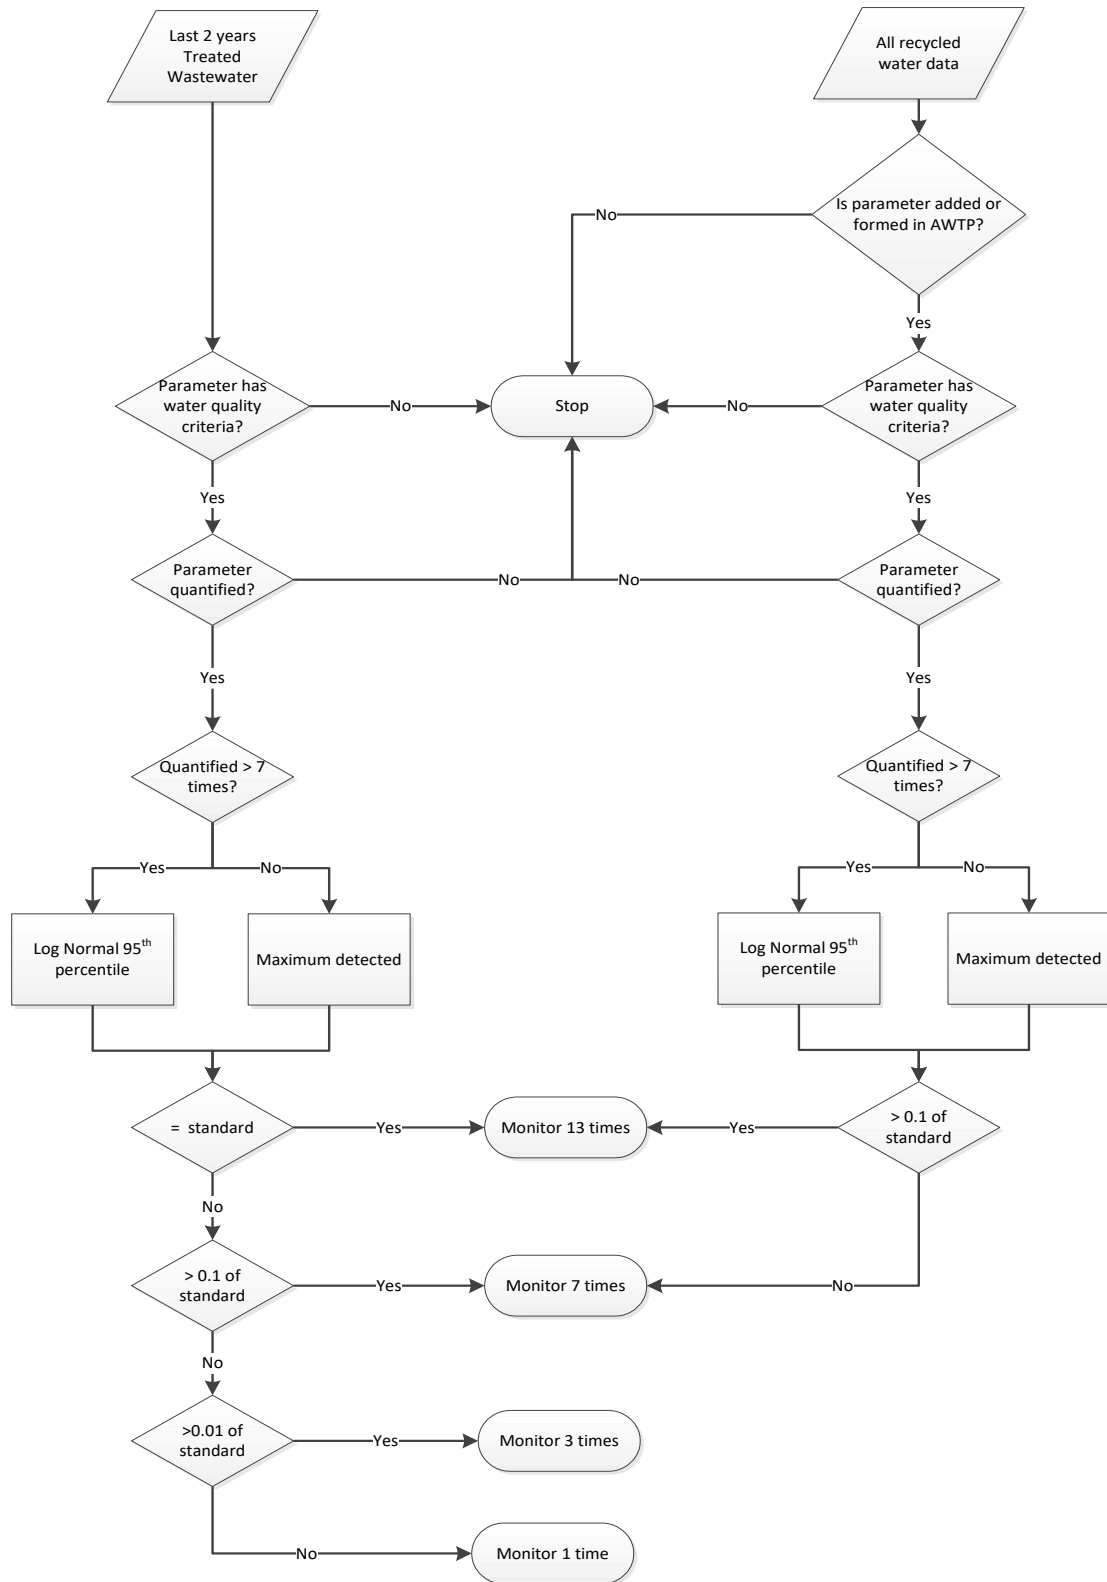 Last 2 years
Treated
Wastewater
All recycled
water data
Is parameter added or
formed in AWTP?
No
Yes
Parameter has
water quality
criteria?
No
Stop
No
Parameter has
water quality
criteria?
Yes
Yes
Parameter
quantified?
No
No
Parameter
quantified?
Yes
Yes
Quantified > 7
times?
Quantified > 7
times?
Yes
No
Yes
No
Log Normal 95th
percentile
Maximum detected
Log Normal 95th
percentile
Maximum detected
= standard
Yes
Monitor 13 times
Yes
> 0.1 of
standard
No
> 0.1 of
standard
Yes
Monitor 7 times
No
No
>0.01 of
standard
Yes
Monitor 3 times
No
Monitor 1 time